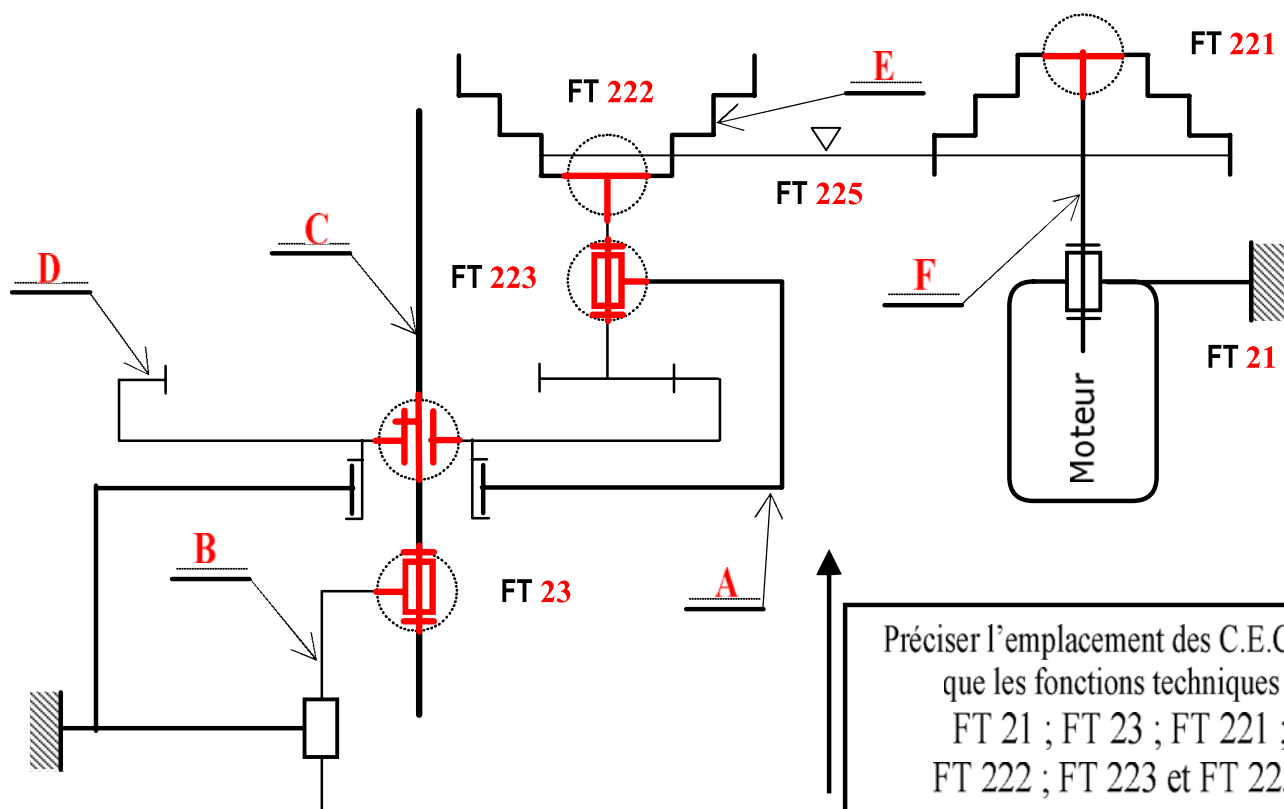 FT 221
E
FT 222
FT 225
C
D
FT 223
F
FT 21
Moteur
B
A
FT 23
Préciser l'emplacement des C.E.C
que les fonctions techniques
FT 21 ; FT 23 ; FT 221 ;
FT 222 ; FT 223 et FT 22